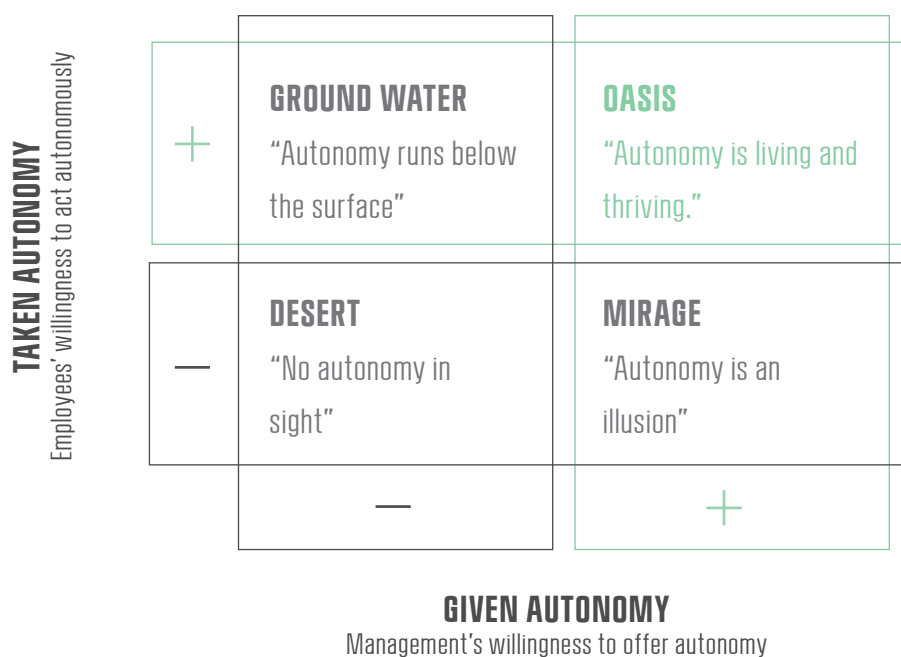 TAKEN AUTONOMY
Employees’ willingness to act autonomously
+
GROUND WATER
“Autonomy runs below
the surface”
OASIS
“Autonomy is living and
thriving.”
—
DESERT
“No autonomy in
sight”
MIRAGE
“Autonomy is an
illusion”
—
+
GIVEN AUTONOMY
Management’s willingness to offer autonomy